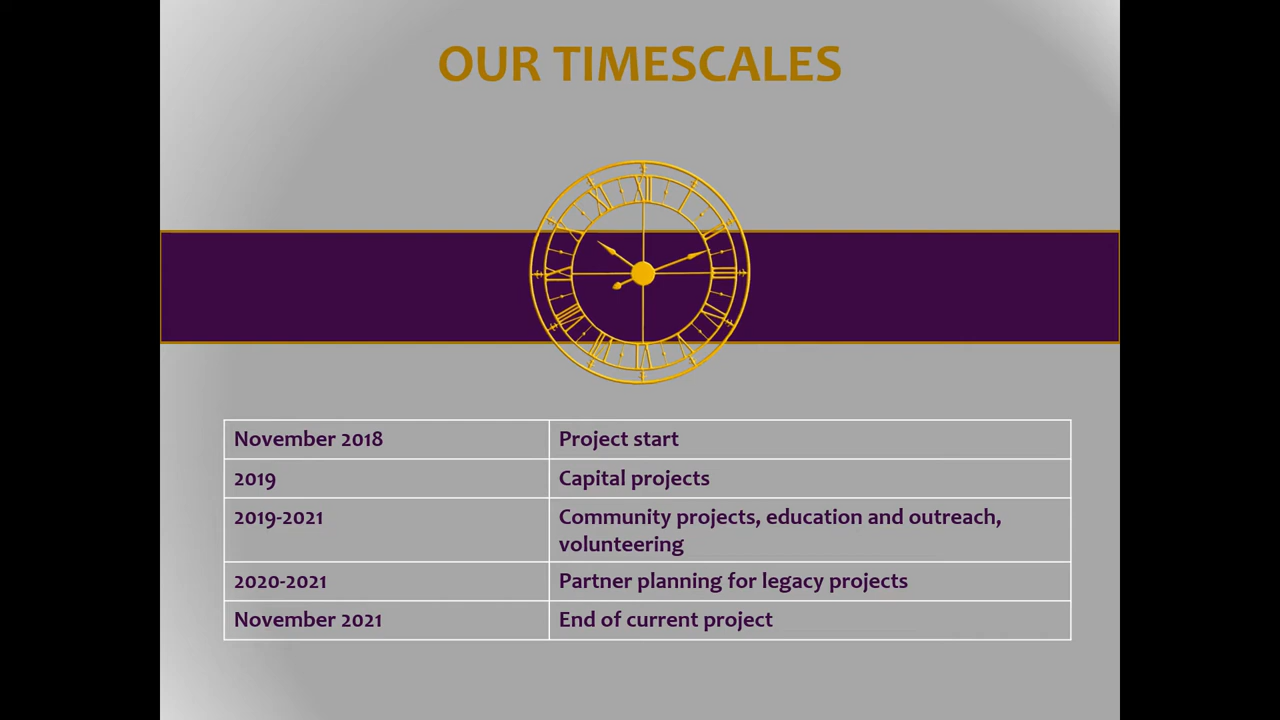 OUR TIMESCALES
November 2018 Project start
2019 Capital projects
2019-2021 Community projects, education and outreach,
volunteering
2020-2021 Partner planning for legacy projects
November 2021 End of current project